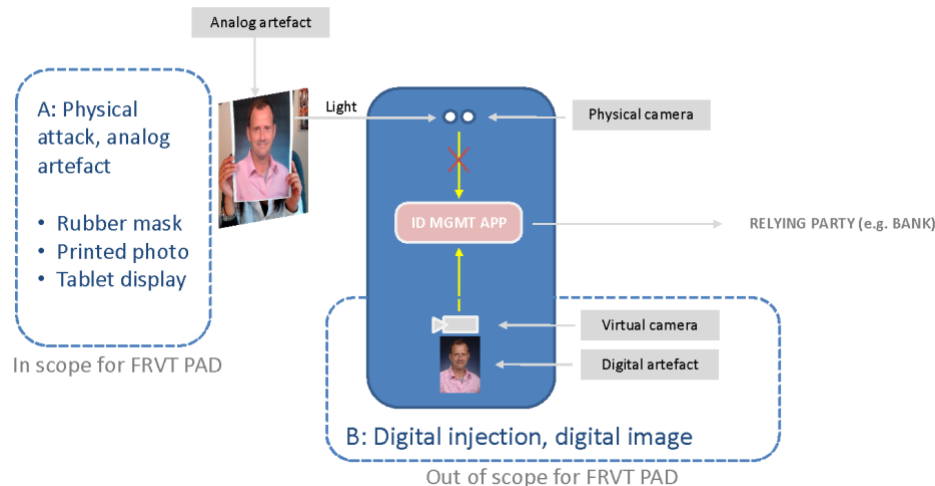 Analog artefact
A: Physical
attack, analog
artefact
• Rubber mask
• Printed photo
• Tablet display
In scope for FRVT PAD
Light
Physical camera
ID MGMT APP
RELYING PARTY (e.g. BANK)
Virtual camera
Digital artefact
B: Digital injection, digital image
Out of scope for FRVT PAD